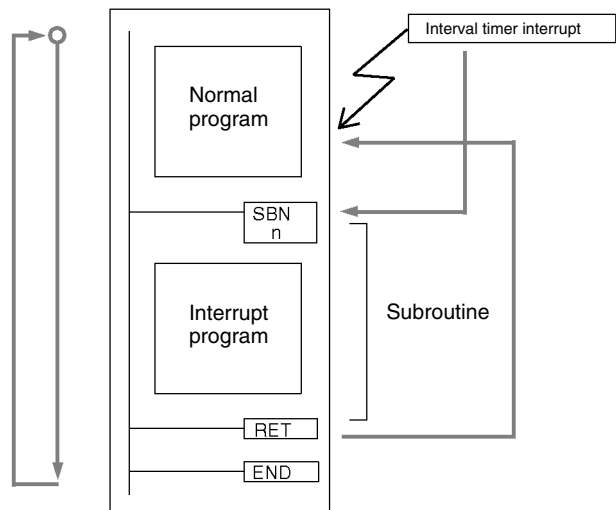 Interval timer interrupt
Normal
program
SBN
n
Interrupt
program
Subroutine
RET
END